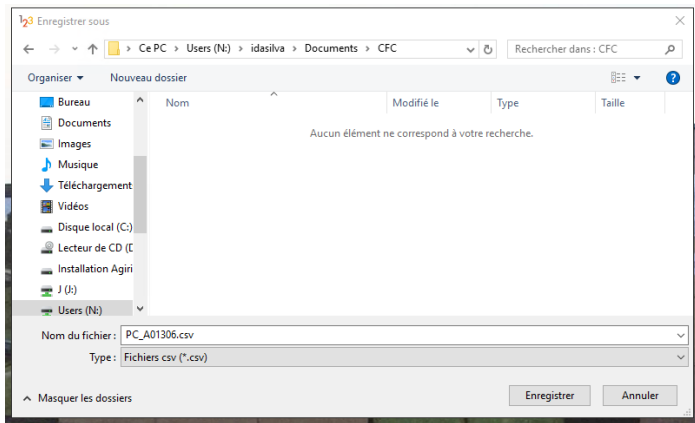 123 Enregistrer sous
Ce PC > Users (N:) > idasilva > Documents > CFC
Rechercher dans : CFC
Organiser
Nouveau dossier
?
Nom
Modifié le
Type
Taille
Aucun élément ne correspond à votre recherche.
Bureau
Documents
Images
Musique
Téléchargement
Vidéos
Disque local (C:)
Lecteur de CD (D
Installation Agiri
J (J:)
Users (N:)
Nom du fichier : PC_A01306.csv
Type : Fichiers csv (*.csv)
Masquer les dossiers
Enregistrer
Annuler